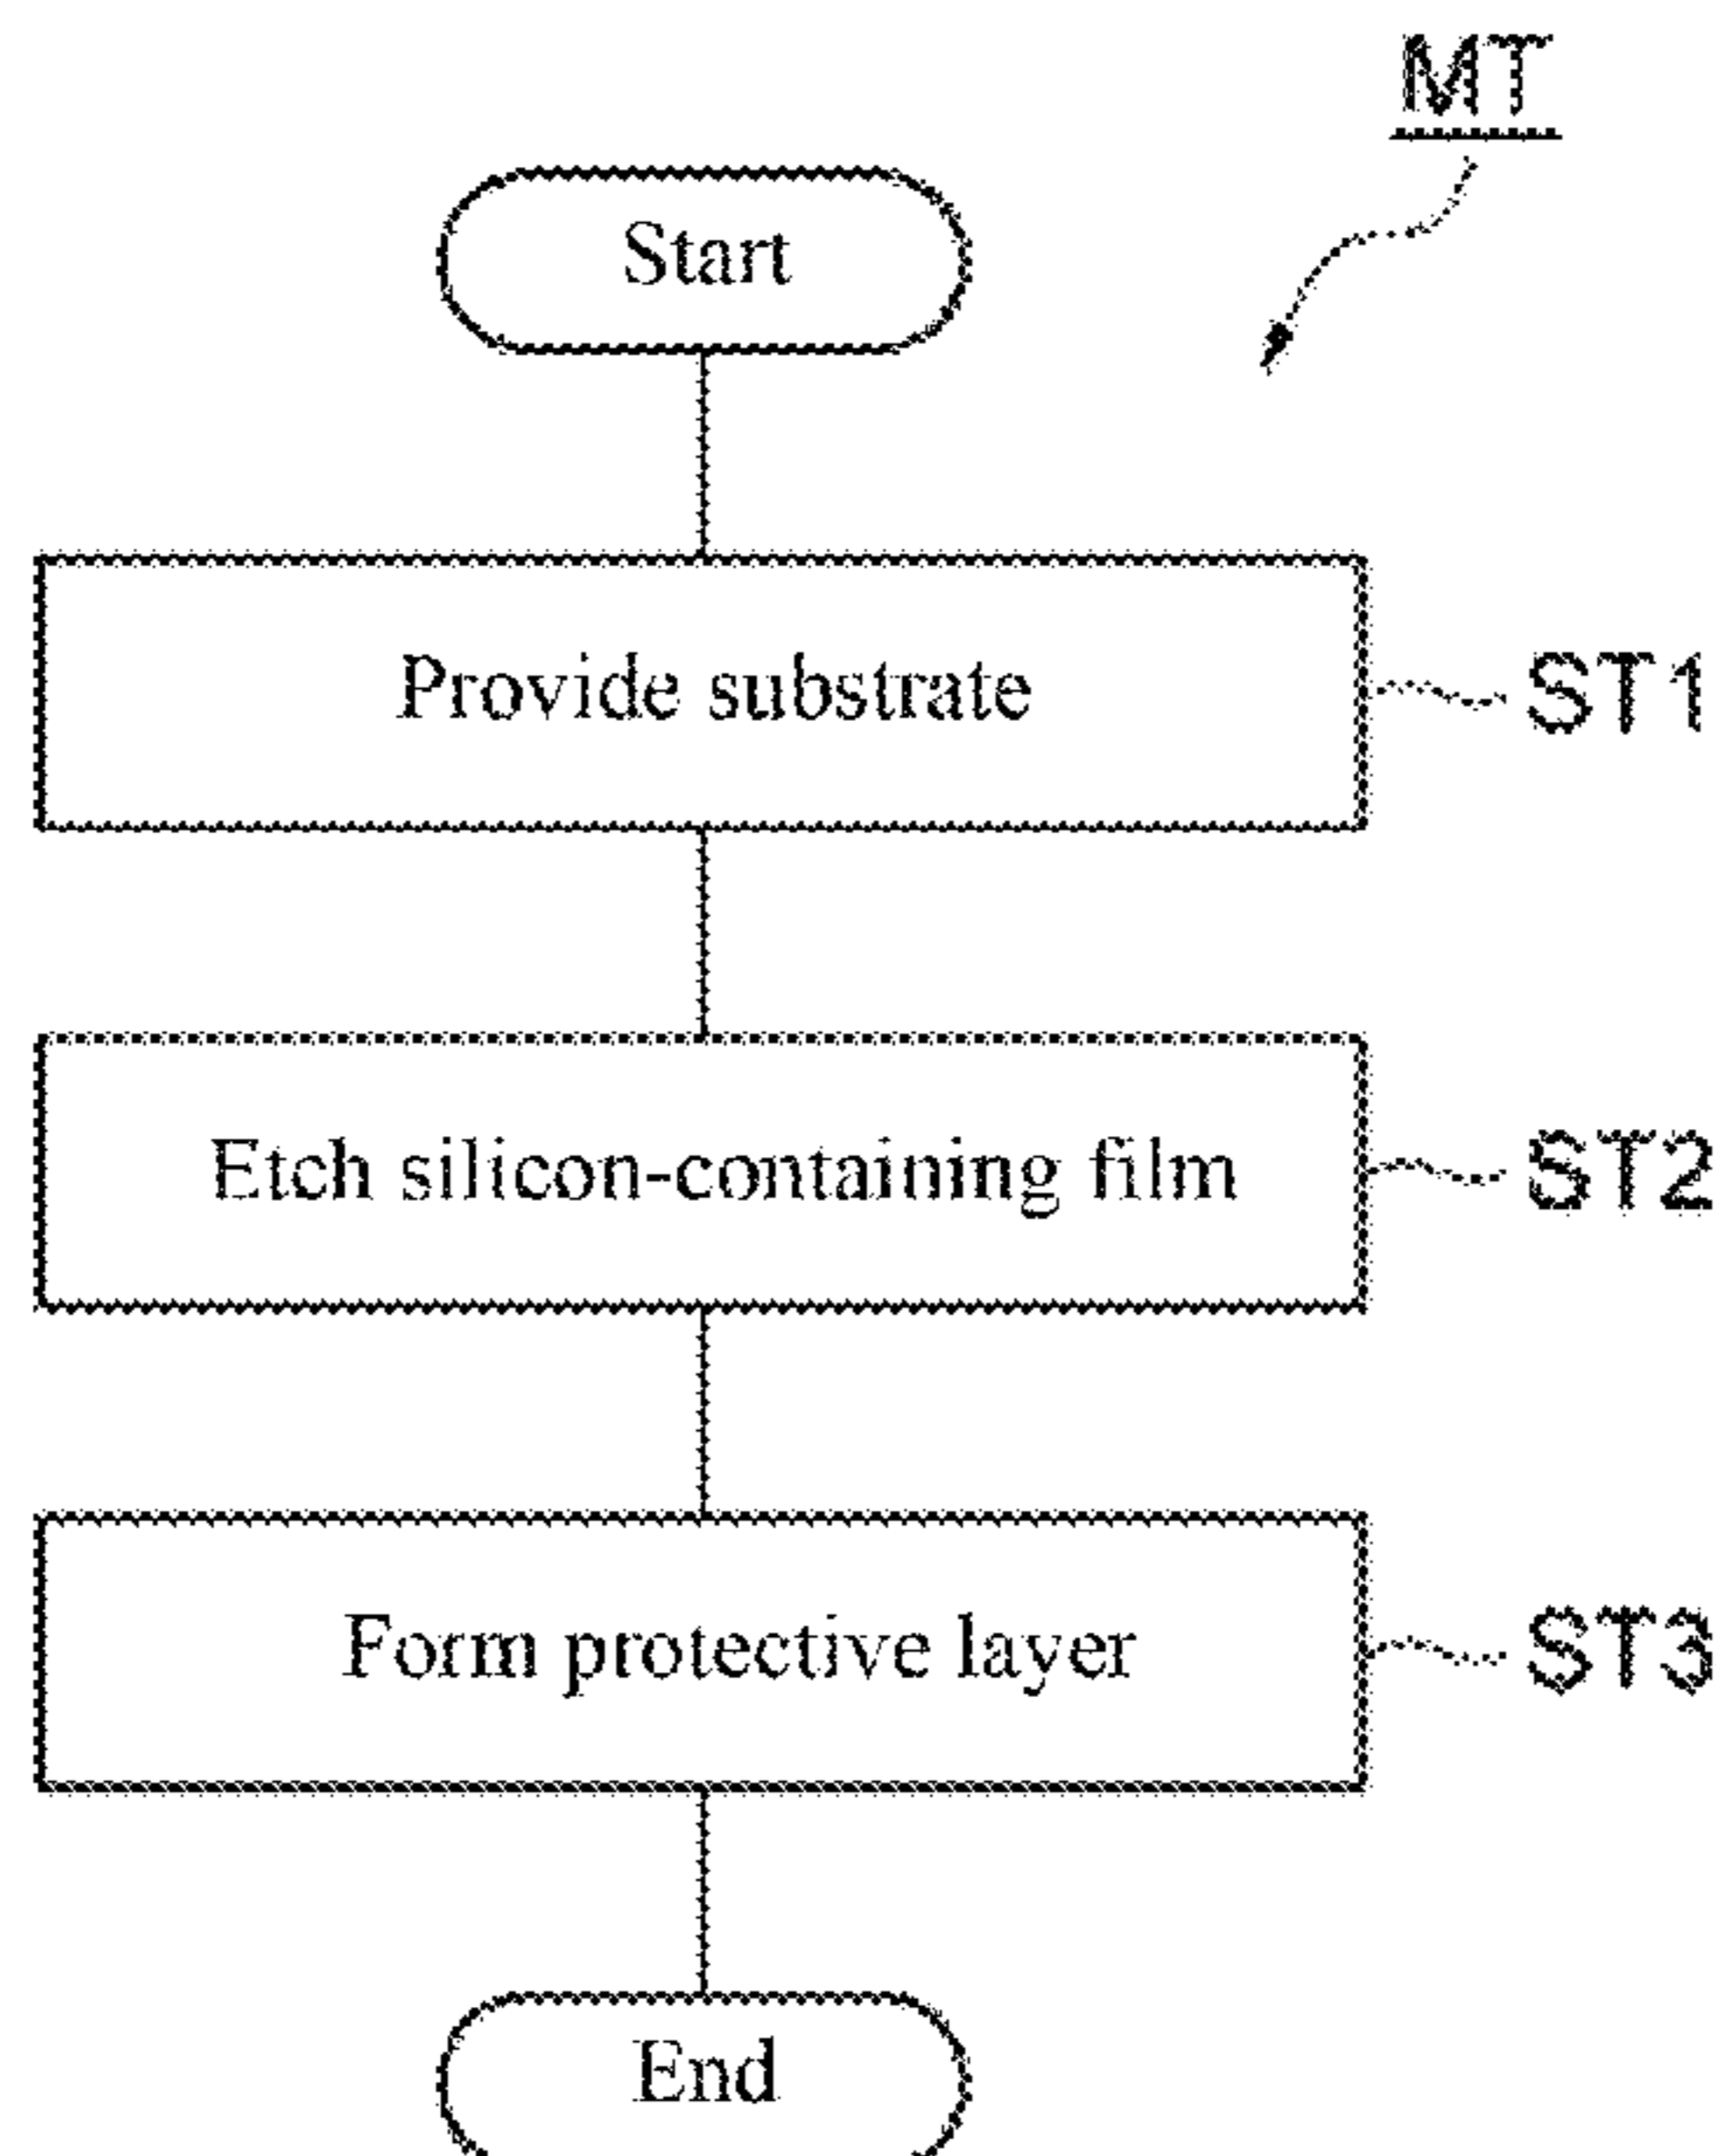 MT
Start
Provide substrate
ST1
Etch silicon-containing film
ST2
Form protective layer
ST3
End